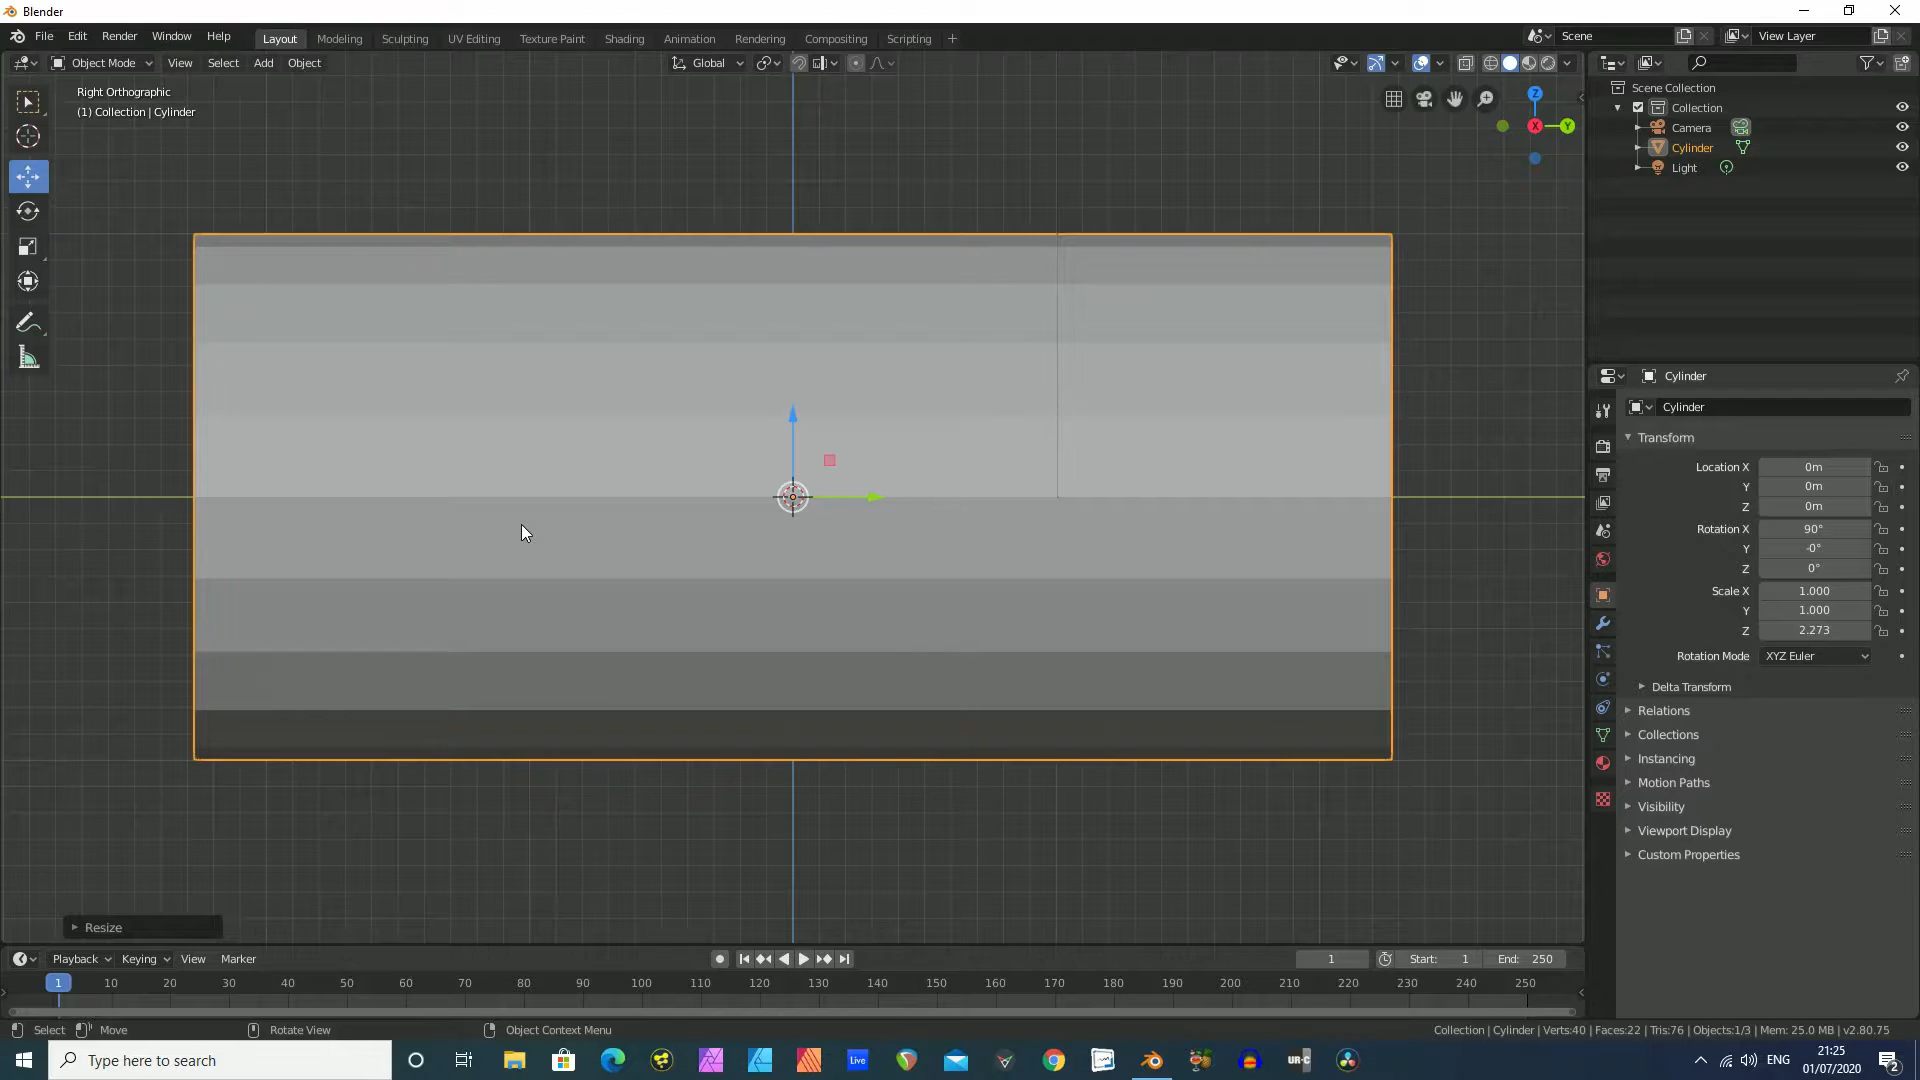 Blender
File Edit Render Window Help Layout Modeling Sculpting UV Editing Texture Paint Shading Animation Rendering Compositing Scripting + Scene View Layer
Object Mode View Select Add Object Global
Right Orthographic
(1) Collection | Cylinder
Z
X
Y
Scene Collection
Collection
Camera
Cylinder
Light
Cylinder
Cylinder
Transform
Location X 0m
Y 0m
Z 0m
Rotation X 90°
Y -0°
Z 0°
Scale X 1.000
Y 1.000
Z 2.273
Rotation Mode XYZ Euler
Delta Transform
Relations
Collections
Instancing
Motion Paths
Visibility
Viewport Display
Custom Properties
Resize
Playback Keying View Marker 1 Start: 1 End: 250
1 10 20 30 40 50 60 70 80 90 100 110 120 130 140 150 160 170 180 190 200 210 220 230 240 250
Select Move Rotate View Object Context Menu Collection | Cylinder | Verts:40 | Faces:22 | Tris:76 | Objects:1/3 | Mem: 25.0 MB | v2.80.75
Type here to search Live UR-C ENG 21:25
01/07/2020 2